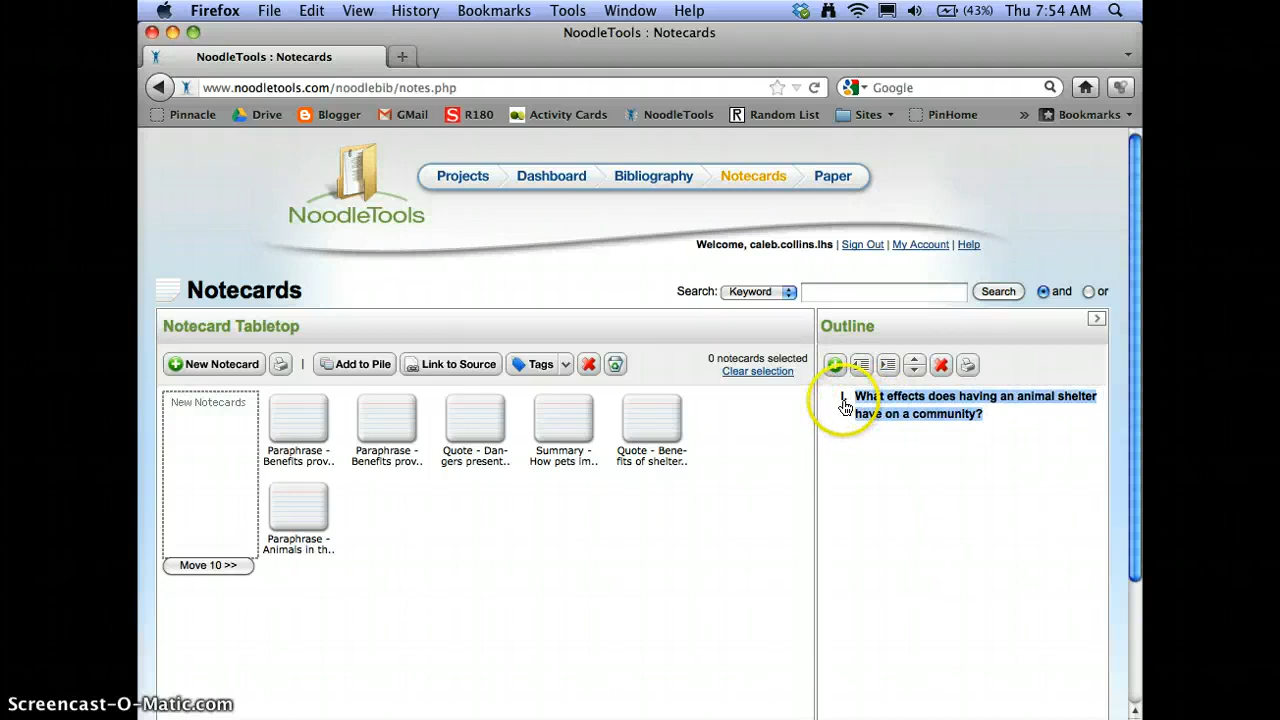 Firefox File Edit View History Bookmarks Tools Window Help (43%) Thu 7:54 AM
NoodleTools : Notecards
NoodleTools : Notecards
www.noodletools.com/noodlebib/notes.php Google
Pinnacle Drive Blogger GMail R180 Activity Cards NoodleTools Random List Sites PinHome » Bookmarks
Projects Dashboard Bibliography Notecards Paper
NoodleTools
Welcome, caleb.collins.lhs | Sign Out | My Account | Help
Notecards
Search: Keyword Search and or
Notecard Tabletop
Outline
New Notecard | Add to Pile Link to Source Tags
0 notecards selected
Clear selection
New Notecards
Paraphrase -
Benefits prov..
Paraphrase -
Benefits prov..
Quote - Dan-
gers present..
Summary -
How pets im..
Quote - Bene-
fits of shelter..
Paraphrase -
Animals in th..
Move 10 >>
I. What effects does having an animal shelter
have on a community?
Screencast-O-Matic.com